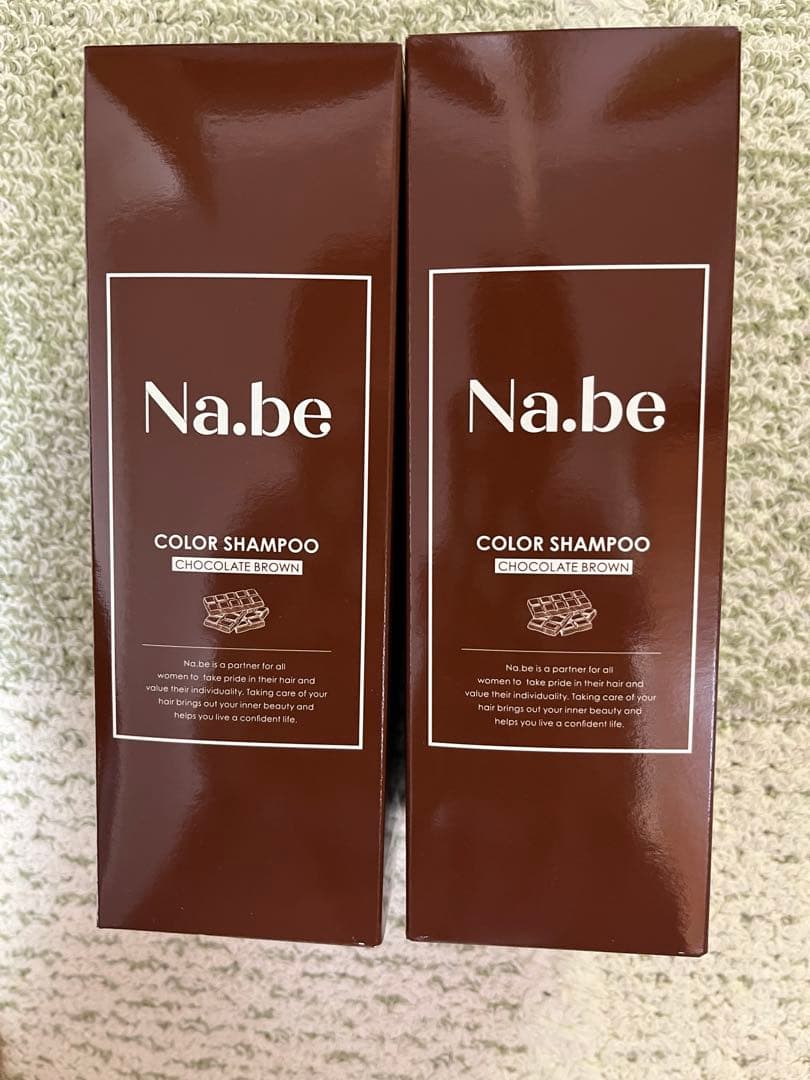 Na.be
COLOR SHAMPOO
CHOCOLATE BROWN
Na.be is a partner for all
women to take pride in their hair and
value their individuality. Taking care of your
hair brings out your inner beauty and
helps you live a confident life.
Na.be
COLOR SHAMPOO
CHOCOLATE BROWN
Na.be is a partner for all
women to take pride in their hair and
value their individuality. Taking care of your
hair brings out your inner beauty and
helps you live a confident life.